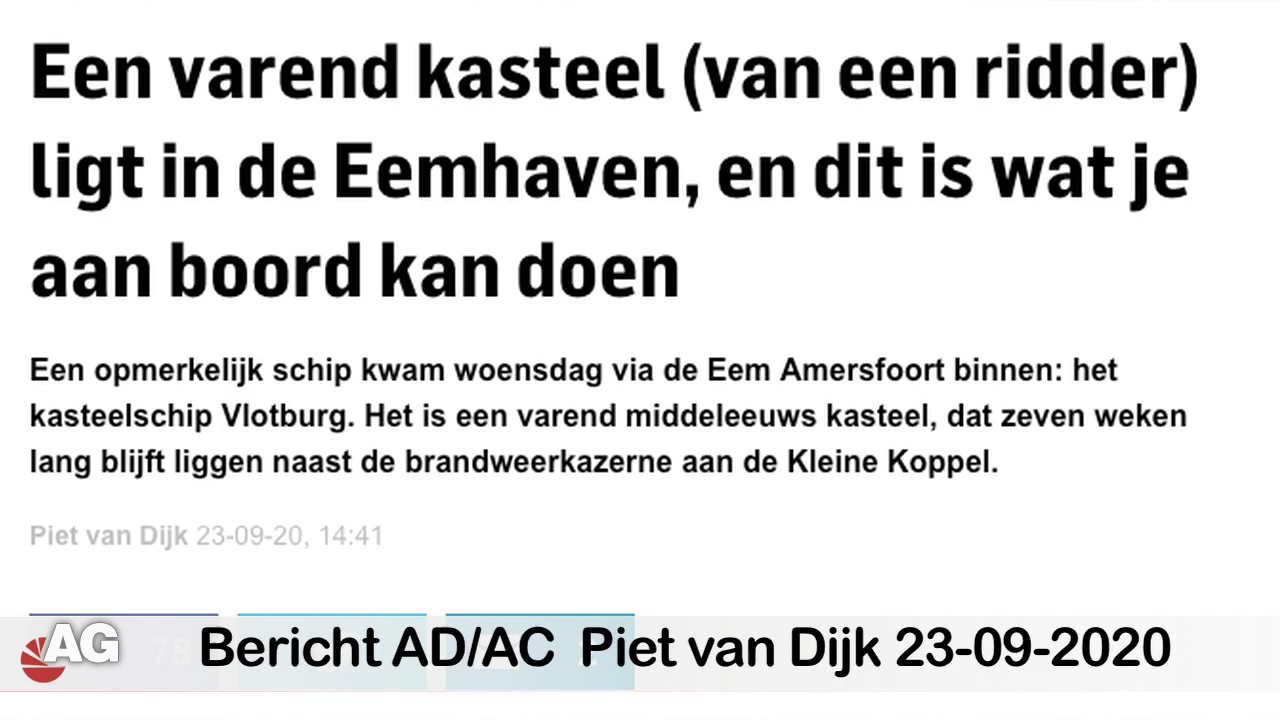 Een varend kasteel (van een ridder)
ligt in de Eemhaven, en dit is wat je
aan boord kan doen
Een opmerkelijk schip kwam woensdag via de Eem Amersfoort binnen: het
kasteelschip Vlotburg. Het is een varend middeleeuws kasteel, dat zeven weken
lang blijft liggen naast de brandweerkazerne aan de Kleine Koppel.
Piet van Dijk 23-09-20, 14:41
78
AG Bericht AD/AC Piet van Dijk 23-09-2020